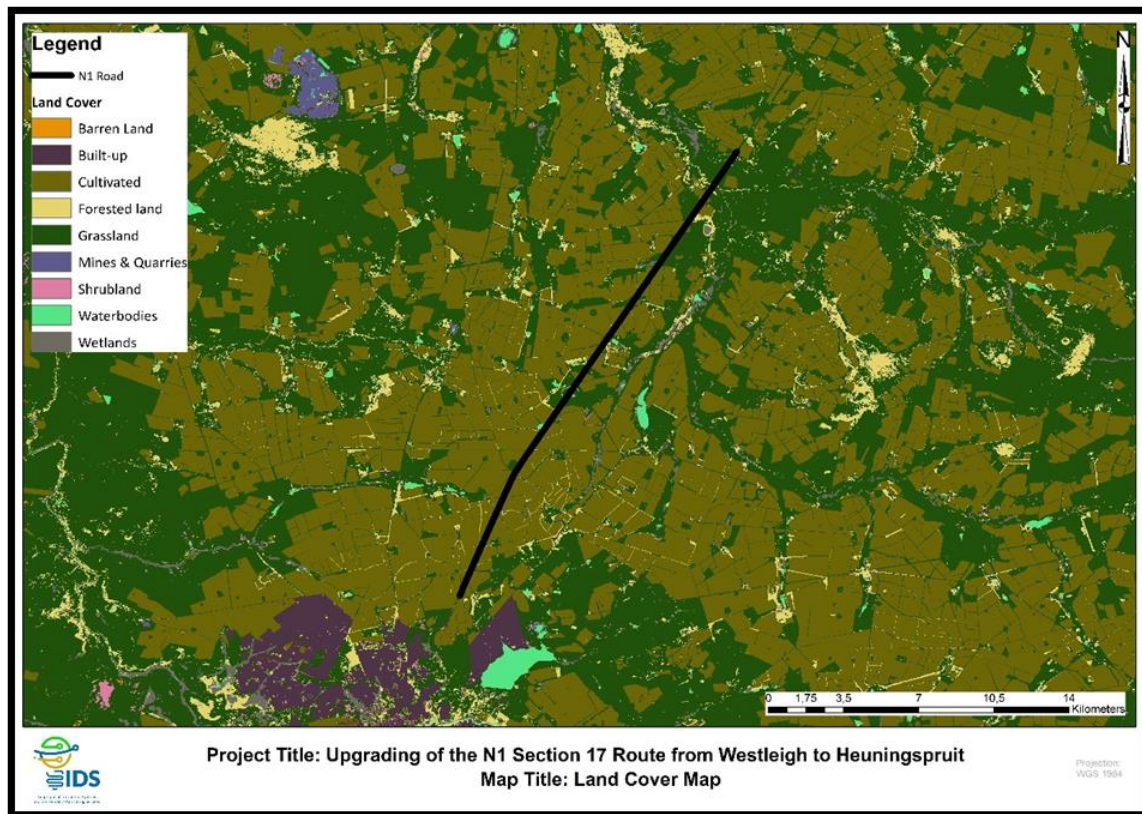 Legend
N1 Road
Land Cover
Barren Land
Built-up
Cultivated
Forested land
Grassland
Mines & Quarries
Shrubland
Waterbodies
Wetlands
N
0 1,75 3,5 7 10,5 14
Kilometers
Project Title: Upgrading of the N1 Section 17 Route from Westleigh to Heuningspruit
Map Title: Land Cover Map
IDS
Projection:
WGS 1984